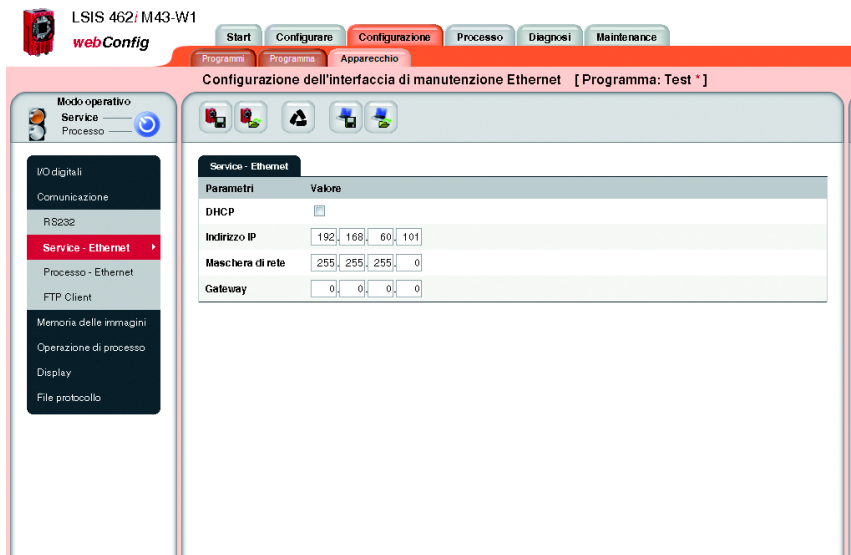 LSIS 462i M43-W1
webConfig
Start Configurare Configurazione Processo Diagnosi Maintenance
Programmi Programma Apparecchio
Configurazione dell'interfaccia di manutenzione Ethernet [ Programma: Test * ]
Modo operativo
Service
Processo
I/O digitali
Comunicazione
RS232
Service - Ethernet
Processo - Ethernet
FTP Client
Memoria delle immagini
Operazione di processo
Display
File protocollo
Service - Ethernet
Parametri Valore
DHCP
Indirizzo IP 192. 168. 60. 101
Maschera di rete 255. 255. 255. 0
Gateway 0. 0. 0. 0